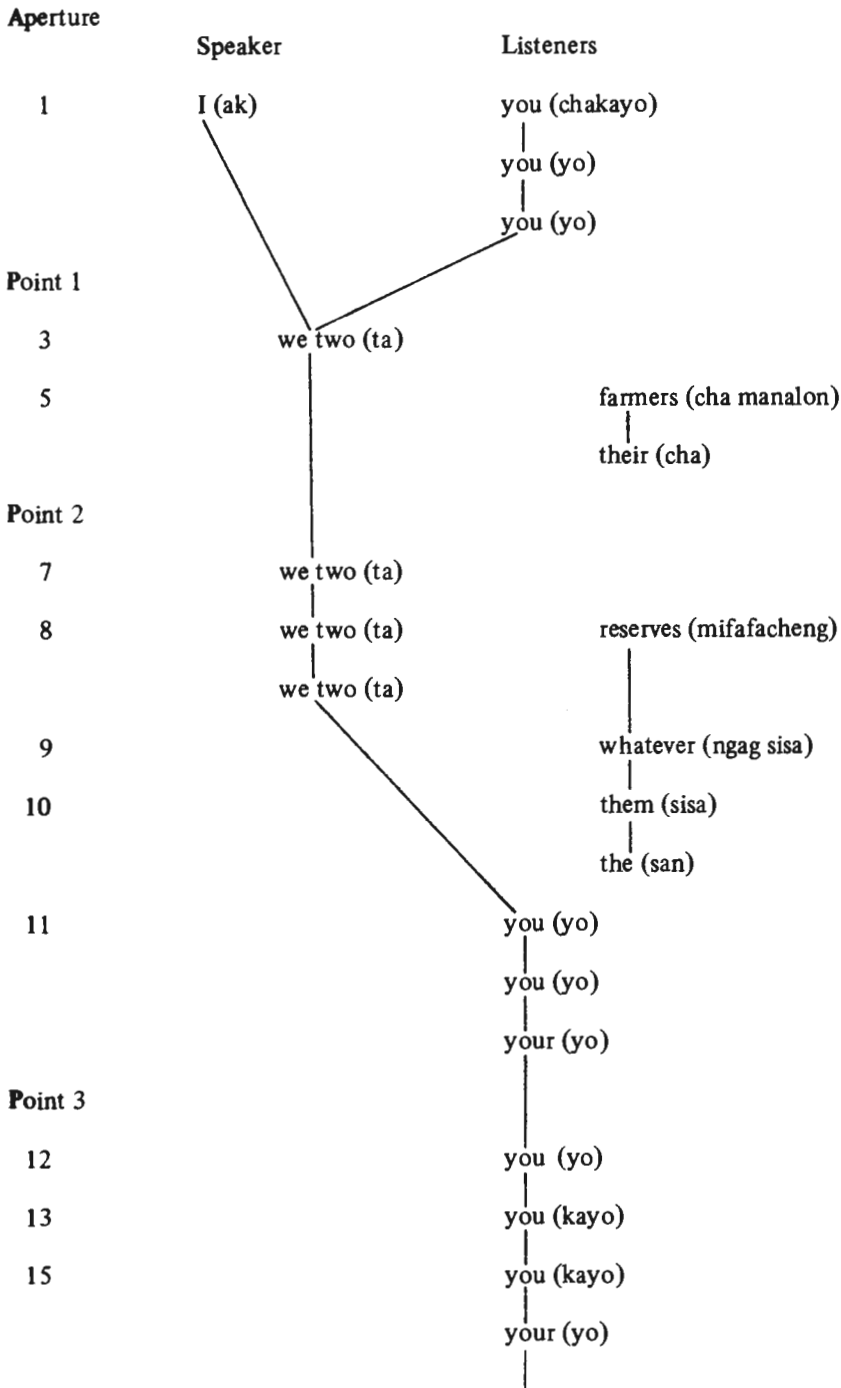 Aperture
Speaker Listeners
1 I (ak) you (chakayo)
you (yo)
you (yo)
Point 1
3 we two (ta)
5 farmers (cha manalon)
their (cha)
Point 2
7 we two (ta)
8 we two (ta) reserves (mifafacheng)
we two (ta)
9 whatever (ngag sisa)
10 them (sisa)
the (san)
11 you (yo)
you (yo)
your (yo)
Point 3
12 you (yo)
13 you (kayo)
15 you (kayo)
your (yo)